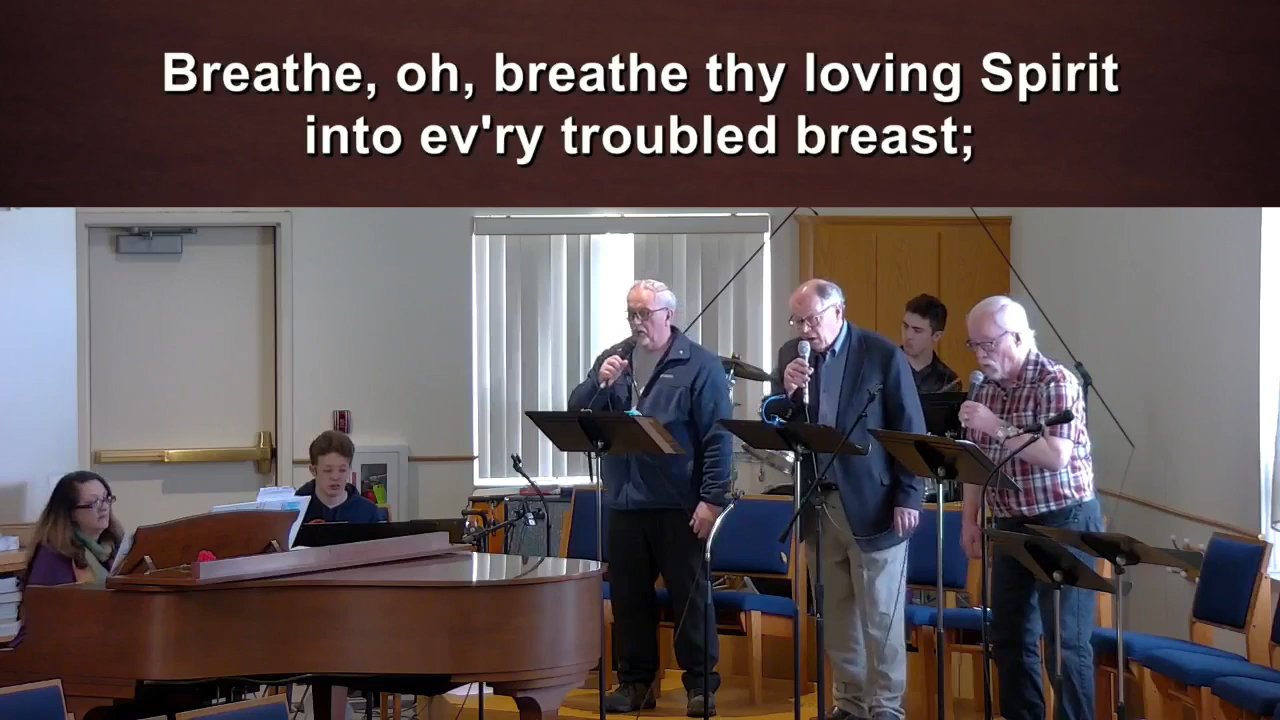 Breathe, oh, breathe thy loving Spirit
into ev'ry troubled breast;